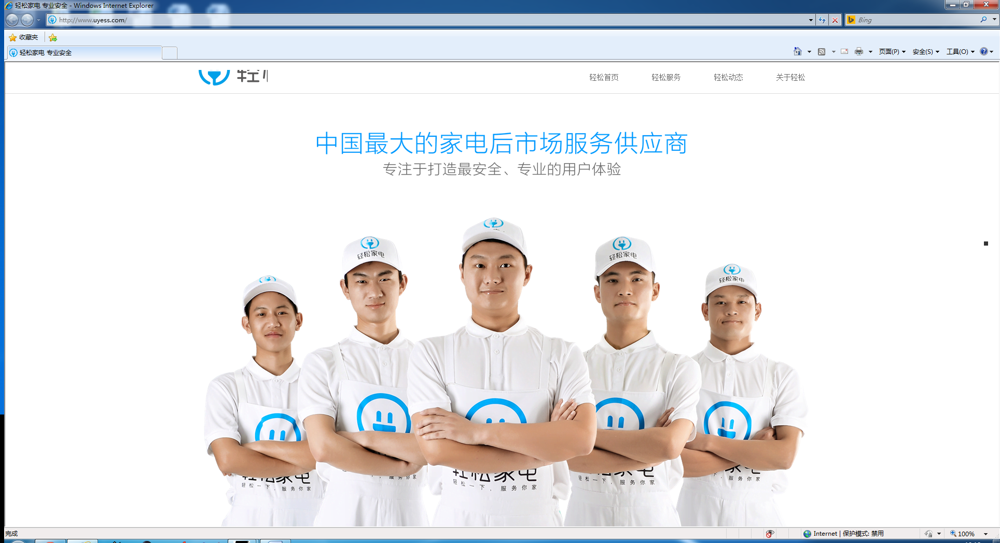 轻松家电 专业安全 - Windows Internet Explorer
http://www.uyess.com/
Bing
收藏夹
轻松家电 专业安全
页面(P)
安全(S)
工具(O)
轻
轻松首页
轻松服务
轻松动态
关于轻松
中国最大的家电后市场服务供应商
专注于打造最安全、专业的用户体验
轻松家电
轻松家电
轻松家电
轻松家电
轻松一下，服务你家
服务你家
轻松家电
轻松一下，服务你家
家电
轻松一下，服务你家
家电
下，服务你家
完成
Internet | 保护模式: 禁用
100%